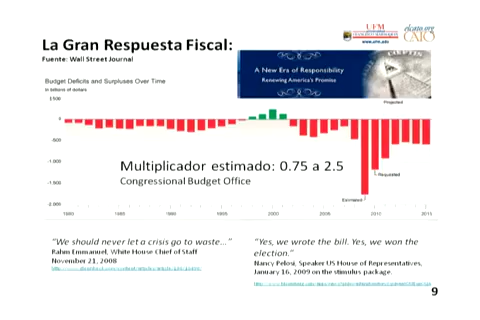 La Gran Respuesta Fiscal:
Fuente: Wall Street Journal
UFM
www.ufm.edu
elcato.org
CATO
Budget Deficits and Surpluses Over Time
In billions of dollars
A New Era of Responsibility
Renewing America's Promise
Projected
$500
0
-500
-1 000
-1 500
-2 000
Multiplicador estimado: 0.75 a 2.5
Congressional Budget Office
Requested
Estimated
1980 1985 1990 1995 2000 2005 2010 2015
"We should never let a crisis go to waste..."
Rahm Emmanuel, White House Chief of Staff
November 21, 2008
"Yes, we wrote the bill. Yes, we won the
election."
Nancy Pelosi, Speaker US House of Representatives,
January 16, 2009 on the stimulus package.
9